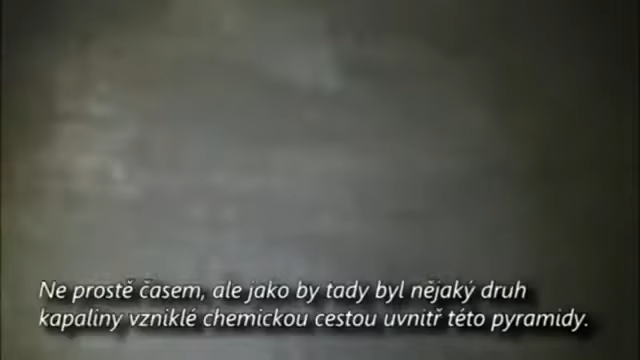 Ne prostě časem, ale jako by tady byl nějaký druh
kapaliny vzniklé chemickou cestou uvnitř této pyramidy.